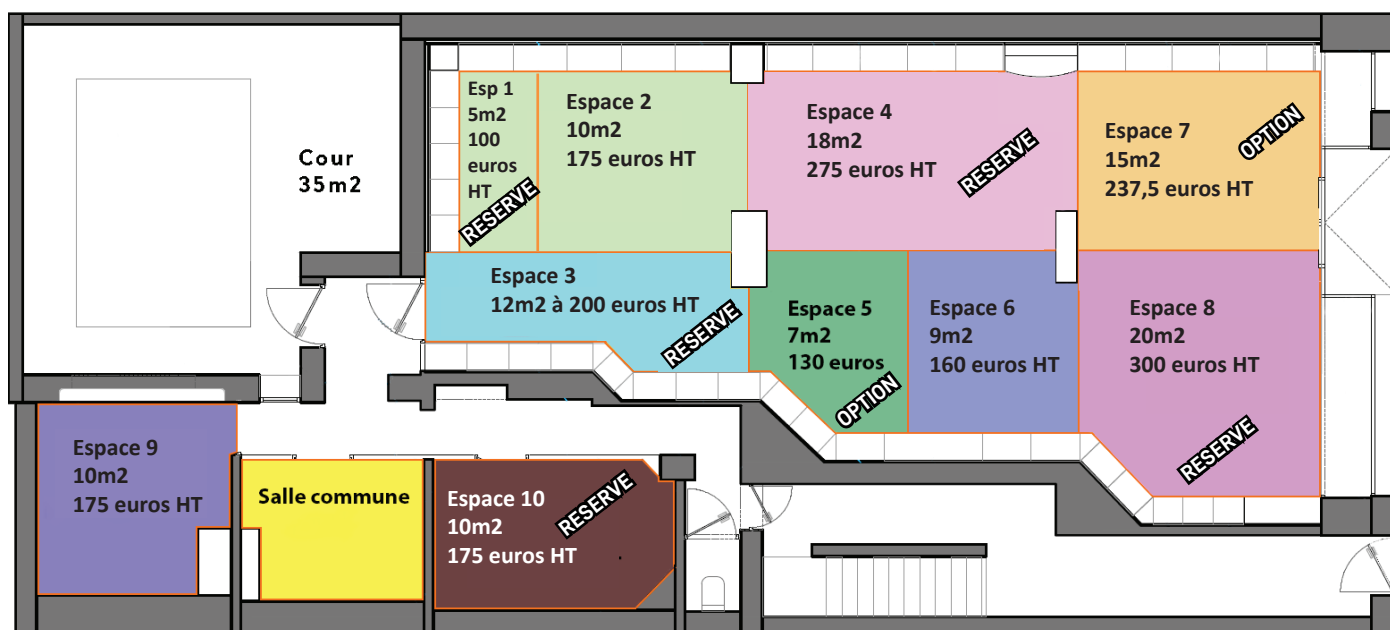 Cour
35m2
Esp 1
5m2
100
euros
HT
RESERVE
Espace 2
10m2
175 euros HT
Espace 4
18m2
275 euros HT
RESERVE
Espace 7
15m2
237,5 euros HT
OPTION
Espace 3
12m2 à 200 euros HT
RESERVE
Espace 5
7m2
130 euros
OPTION
Espace 6
9m2
160 euros HT
Espace 8
20m2
300 euros HT
RESERVE
Espace 9
10m2
175 euros HT
Salle commune
Espace 10
10m2
175 euros HT
RESERVE